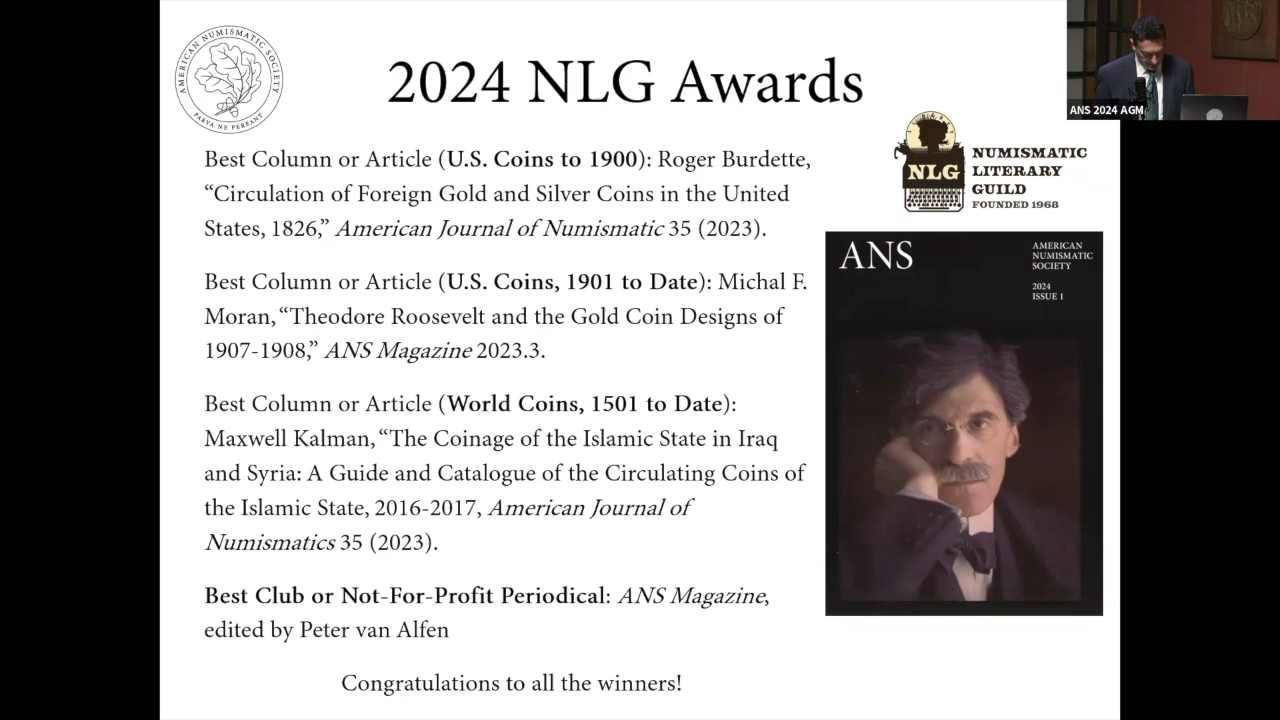 AMERICAN NUMISMATIC SOCIETY
PARVA NE PEREANT
2024 NLG Awards
ANS 2024 AGM
NLG
NUMISMATIC
LITERARY
GUILD
FOUNDED 1968
Best Column or Article (U.S. Coins to 1900): Roger Burdette,
“Circulation of Foreign Gold and Silver Coins in the United
States, 1826,” American Journal of Numismatic 35 (2023).
Best Column or Article (U.S. Coins, 1901 to Date): Michal F.
Moran, “Theodore Roosevelt and the Gold Coin Designs of
1907-1908,” ANS Magazine 2023.3.
Best Column or Article (World Coins, 1501 to Date):
Maxwell Kalman, “The Coinage of the Islamic State in Iraq
and Syria: A Guide and Catalogue of the Circulating Coins of
the Islamic State, 2016-2017, American Journal of
Numismatics 35 (2023).
Best Club or Not-For-Profit Periodical: ANS Magazine,
edited by Peter van Alfen
Congratulations to all the winners!
ANS
AMERICAN
NUMISMATIC
SOCIETY
2024
ISSUE 1